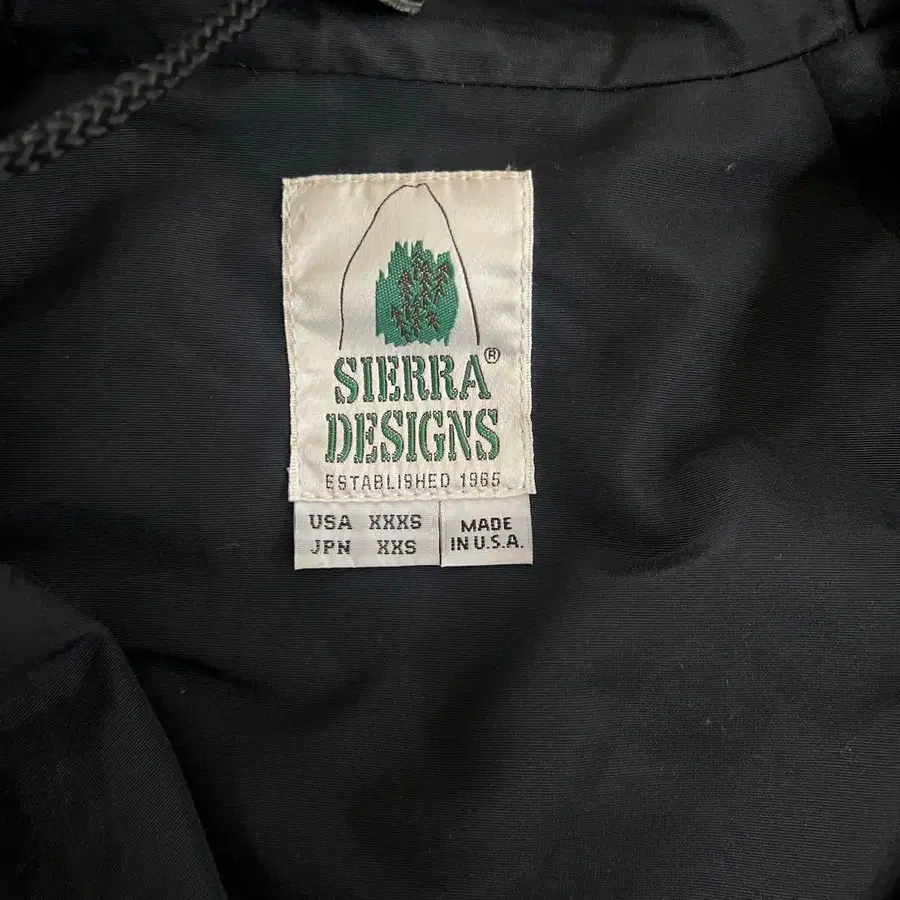 SIERRA®
DESIGNS
ESTABLISHED 1965
USA XXXS
JPN XXS
MADE
IN U.S.A.